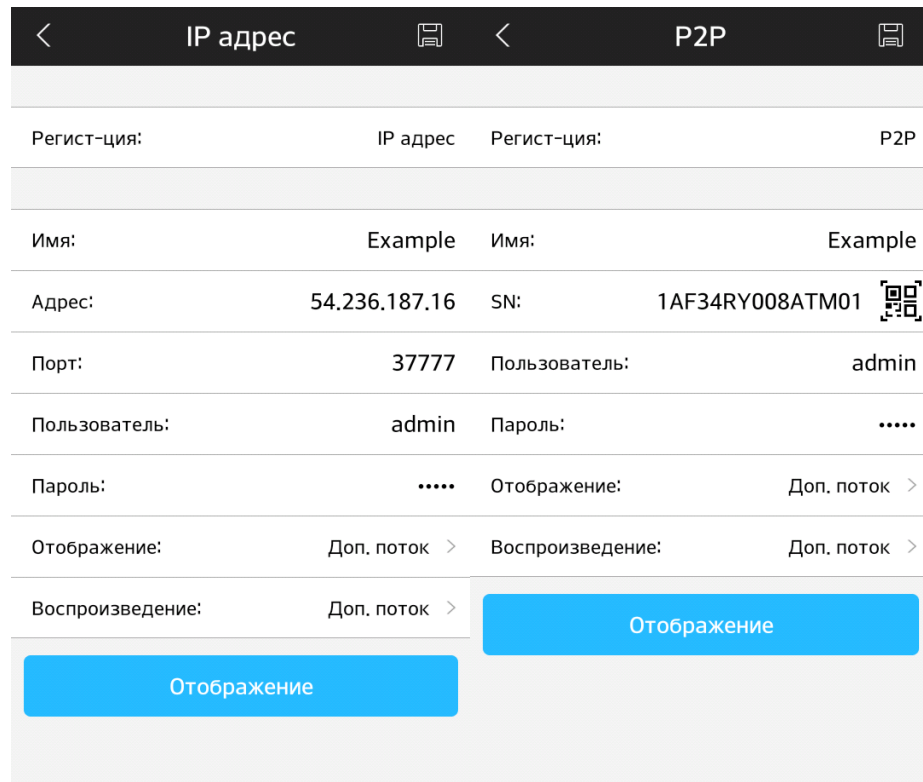 IP адрес
Регист-ция: IP адрес
Имя: Example
Адрес: 54.236.187.16
Порт: 37777
Пользователь: admin
Пароль: •••••
Отображение: Доп. поток
Воспроизведение: Доп. поток
Отображение
P2P
Регист-ция: P2P
Имя: Example
SN: 1AF34RY008ATM01
Пользователь: admin
Пароль: •••••
Отображение: Доп. поток
Воспроизведение: Доп. поток
Отображение